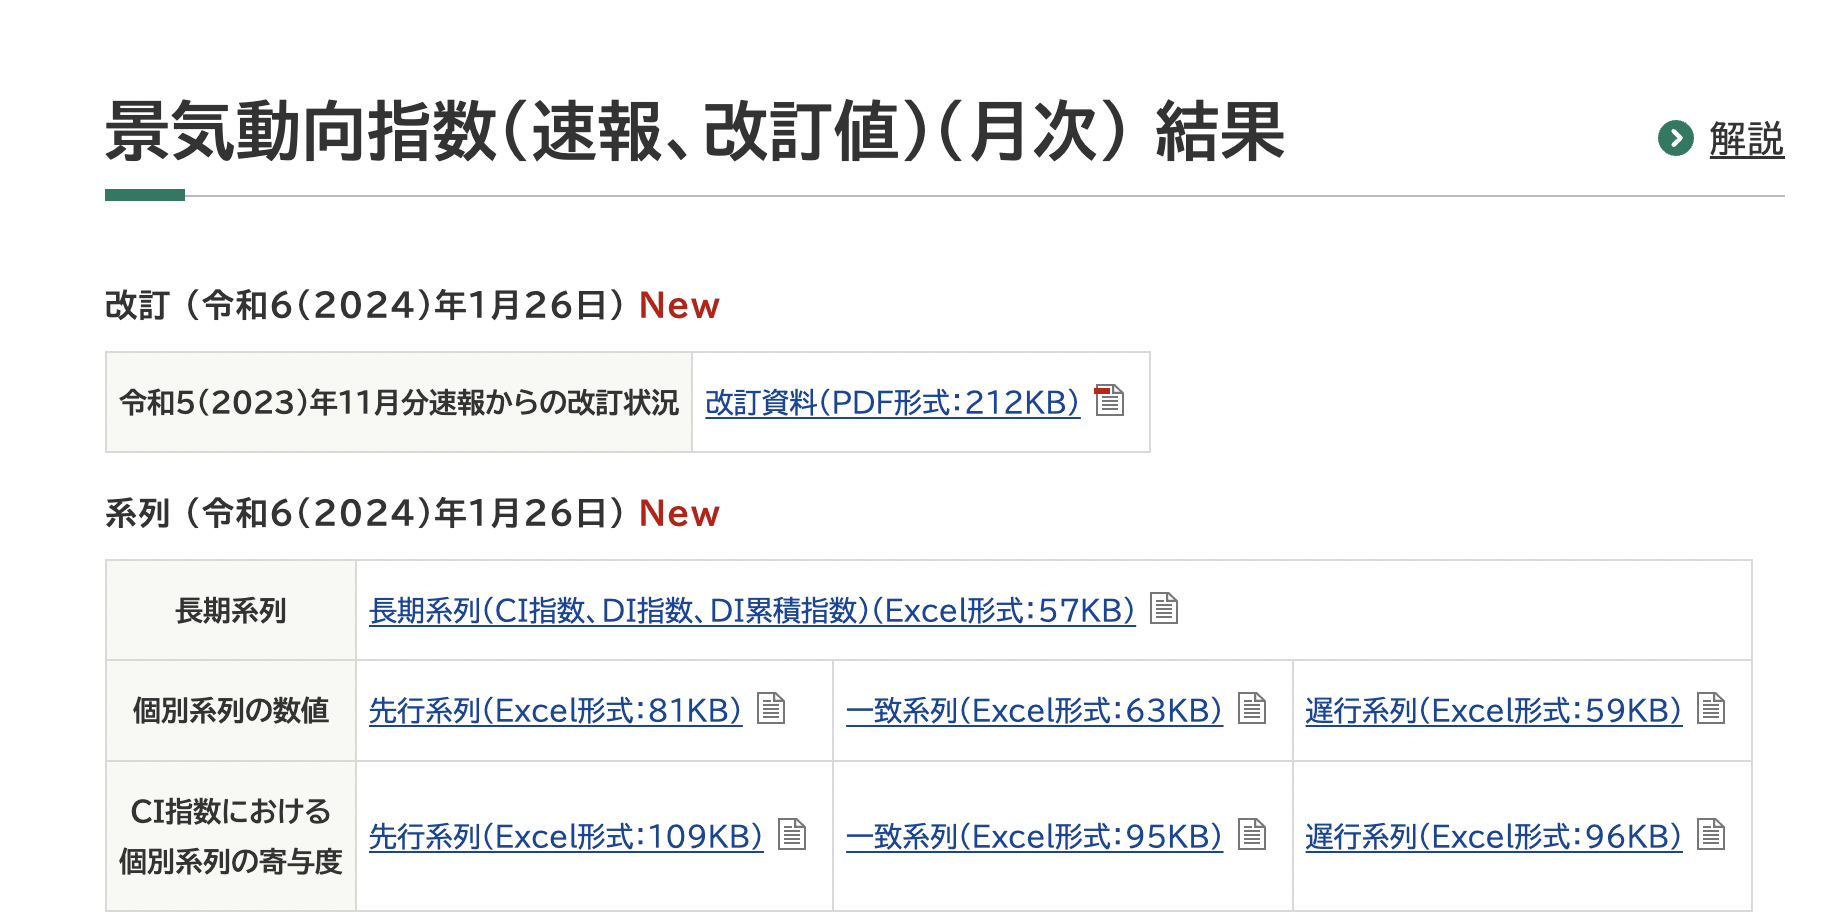 景気動向指数(速報、改訂値)(月次) 結果
解説
改訂 (令和6(2024)年1月26日) New
令和5(2023)年11月分速報からの改訂状況 改訂資料(PDF形式:212KB)
系列 (令和6(2024)年1月26日) New
長期系列 長期系列(CI指数、DI指数、DI累積指数)(Excel形式:57KB)
個別系列の数値 先行系列(Excel形式:81KB) 一致系列(Excel形式:63KB) 遅行系列(Excel形式:59KB)
CI指数における
個別系列の寄与度
先行系列(Excel形式:109KB) 一致系列(Excel形式:95KB) 遅行系列(Excel形式:96KB)